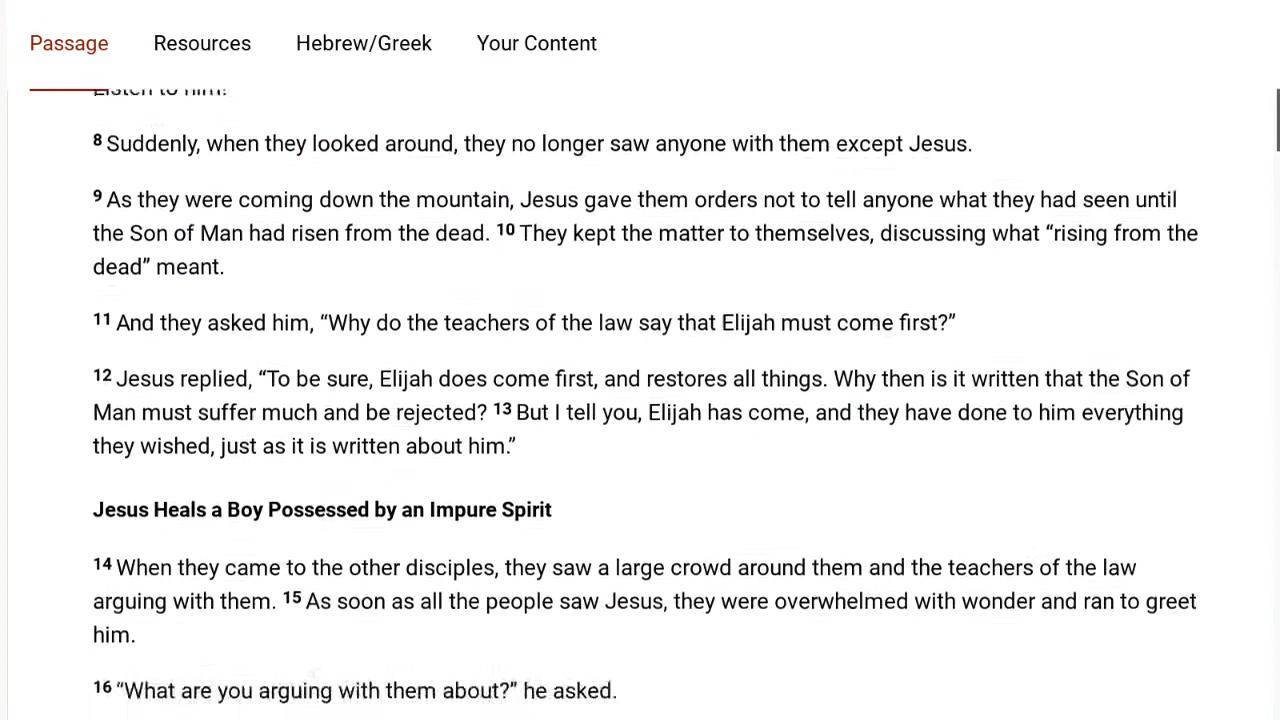 Passage Resources Hebrew/Greek Your Content
Listen to him!
8 Suddenly, when they looked around, they no longer saw anyone with them except Jesus.
9 As they were coming down the mountain, Jesus gave them orders not to tell anyone what they had seen until
the Son of Man had risen from the dead. 10 They kept the matter to themselves, discussing what “rising from the
dead” meant.
11 And they asked him, “Why do the teachers of the law say that Elijah must come first?”
12 Jesus replied, “To be sure, Elijah does come first, and restores all things. Why then is it written that the Son of
Man must suffer much and be rejected? 13 But I tell you, Elijah has come, and they have done to him everything
they wished, just as it is written about him.”
Jesus Heals a Boy Possessed by an Impure Spirit
14 When they came to the other disciples, they saw a large crowd around them and the teachers of the law
arguing with them. 15 As soon as all the people saw Jesus, they were overwhelmed with wonder and ran to greet
him.
16 “What are you arguing with them about?” he asked.